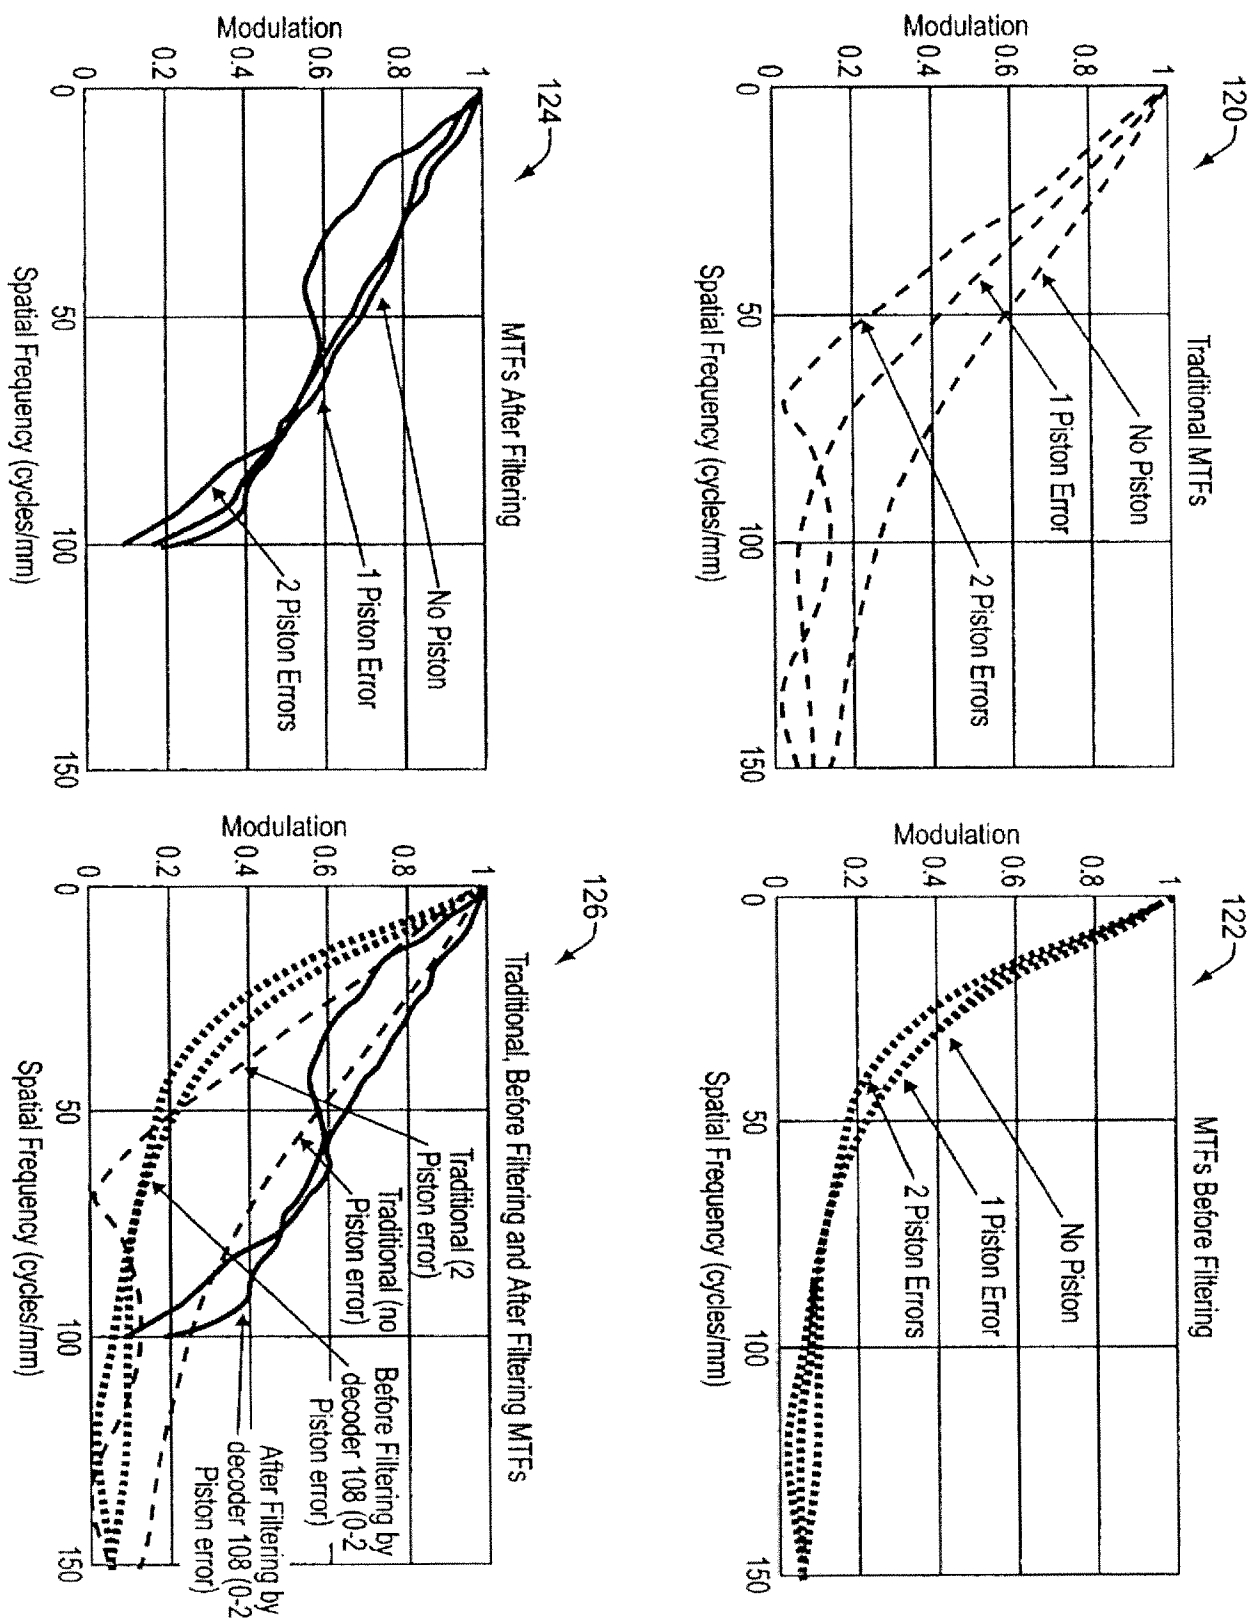 120
Traditional MTFs
Modulation
1
0.8
0.6
0.4
0.2
0
0
50
100
150
Spatial Frequency (cycles/mm)
No Piston
1 Piston Error
2 Piston Errors
122
MTFs Before Filtering
Modulation
1
0.8
0.6
0.4
0.2
0
0
50
100
150
Spatial Frequency (cycles/mm)
No Piston
1 Piston Error
2 Piston Errors
124
MTFs After Filtering
Modulation
1
0.8
0.6
0.4
0.2
0
0
50
100
150
Spatial Frequency (cycles/mm)
No Piston
1 Piston Error
2 Piston Errors
126
Traditional, Before Filtering and After Filtering MTFs
Modulation
1
0.8
0.6
0.4
0.2
0
0
50
100
150
Spatial Frequency (cycles/mm)
Traditional (2
Piston error)
Traditional (no
Piston error)
Before Filtering by
decoder 108 (0-2
Piston error)
After Filtering by
decoder 108 (0-2
Piston error)